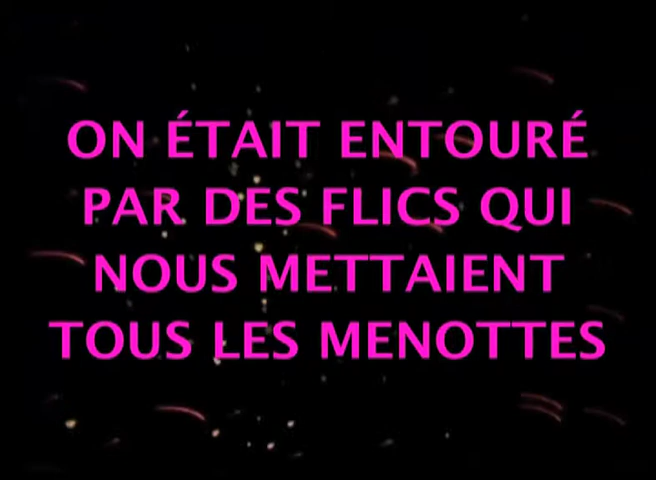 ON ÉTAIT ENTOURÉ
PAR DES FLICS QUI
NOUS METTAIENT
TOUS LES MENOTTES